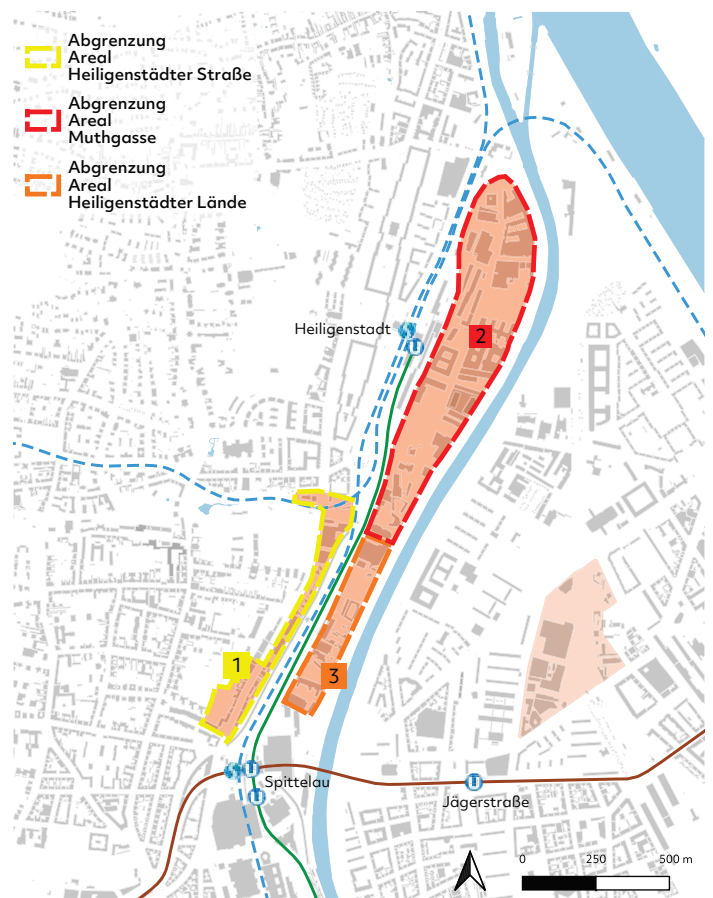 Abgrenzung
Areal
Heiligenstädter Straße
Abgrenzung
Areal
Muthgasse
Abgrenzung
Areal
Heiligenstädter Lände
Heiligenstadt
2
1
3
Spittelau
Jägerstraße
0 250 500 m